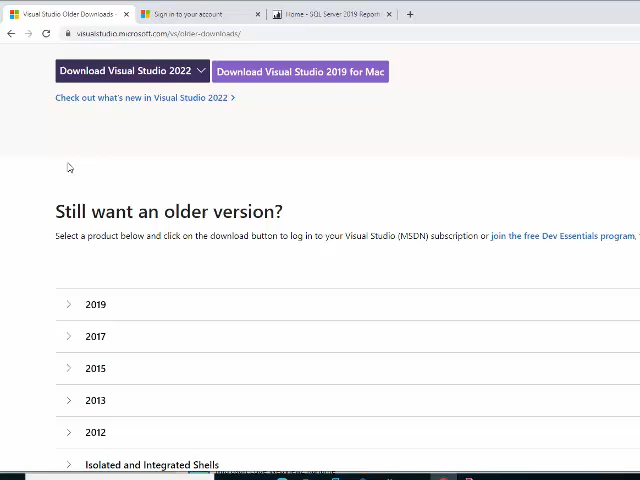 Visual Studio Older Downloads -
Sign in to your account
Home - SQL Server 2019 Reporti
visualstudio.microsoft.com/vs/older-downloads/
Download Visual Studio 2022
Download Visual Studio 2019 for Mac
Check out what's new in Visual Studio 2022
Still want an older version?
Select a product below and click on the download button to log in to your Visual Studio (MSDN) subscription or join the free Dev Essentials program,
2019
2017
2015
2013
2012
Isolated and Integrated Shells